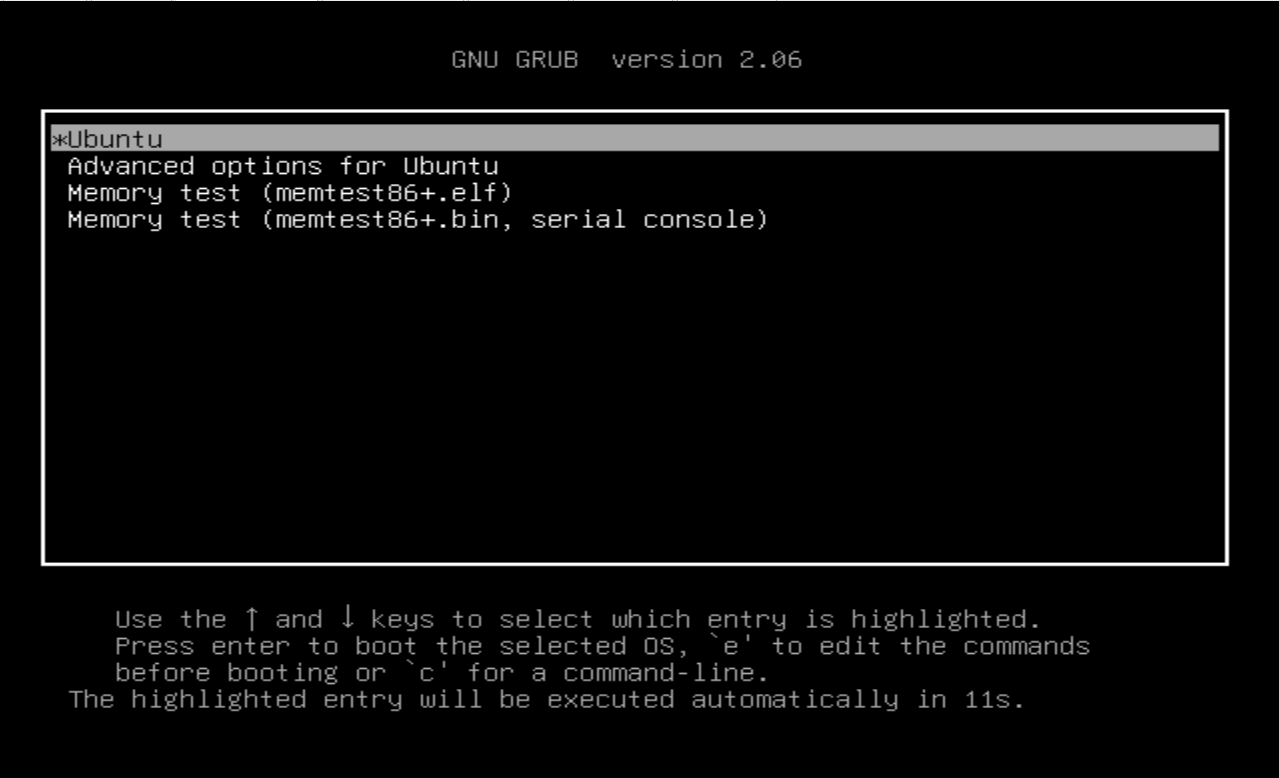 GNU GRUB  version 2.06
*Ubuntu
Advanced options for Ubuntu
Memory test (memtest86+.elf)
Memory test (memtest86+.bin, serial console)
Use the ↑ and ↓ keys to select which entry is highlighted.
Press enter to boot the selected OS, `e' to edit the commands
before booting or `c' for a command-line.
The highlighted entry will be executed automatically in 11s.